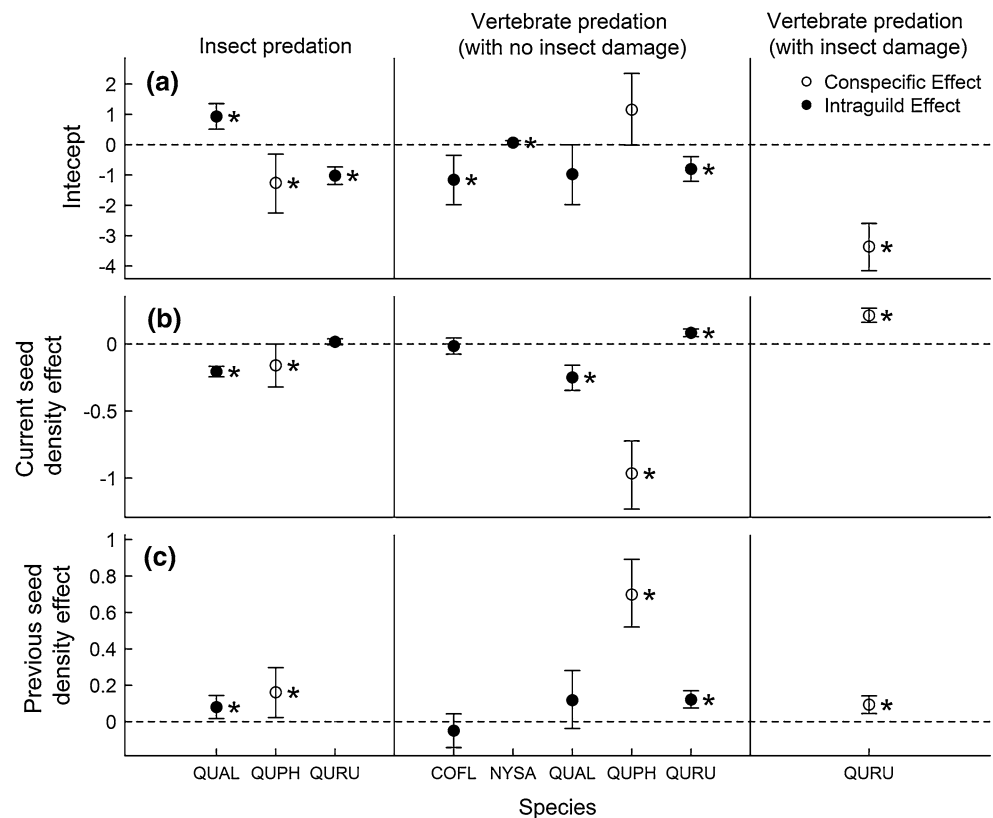 Insect predation
Vertebrate predation
(with no insect damage)
Vertebrate predation
(with insect damage)
(a)
Conspecific Effect
Intraguild Effect
2
1
0
-1
-2
-3
-4
Intecept
*
*
*
*
*
*
*
(b)
0
-0.5
-1
Current seed
density effect
*
*
*
*
*
*
(c)
1
0.8
0.6
0.4
0.2
0
Previous seed
density effect
*
*
*
*
*
QUAL QUPH QURU COFL NYSA QUAL QUPH QURU QURU
Species